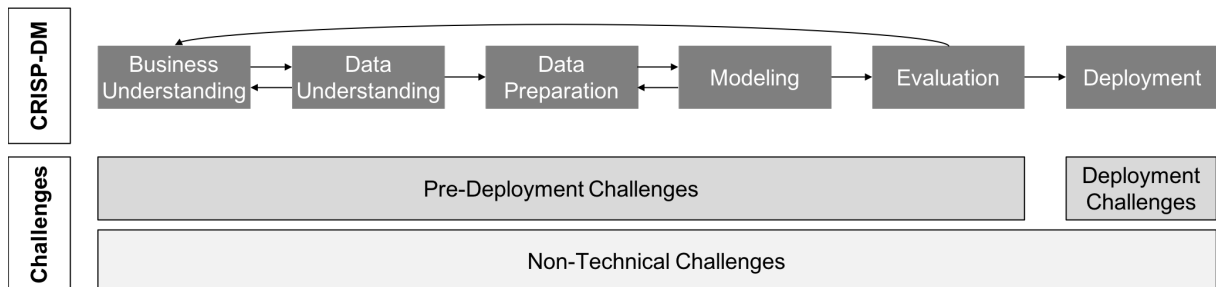 CRISP-DM
Business
Understanding
Data
Understanding
Data
Preparation
Modeling
Evaluation
Deployment
Challenges
Pre-Deployment Challenges
Deployment
Challenges
Non-Technical Challenges